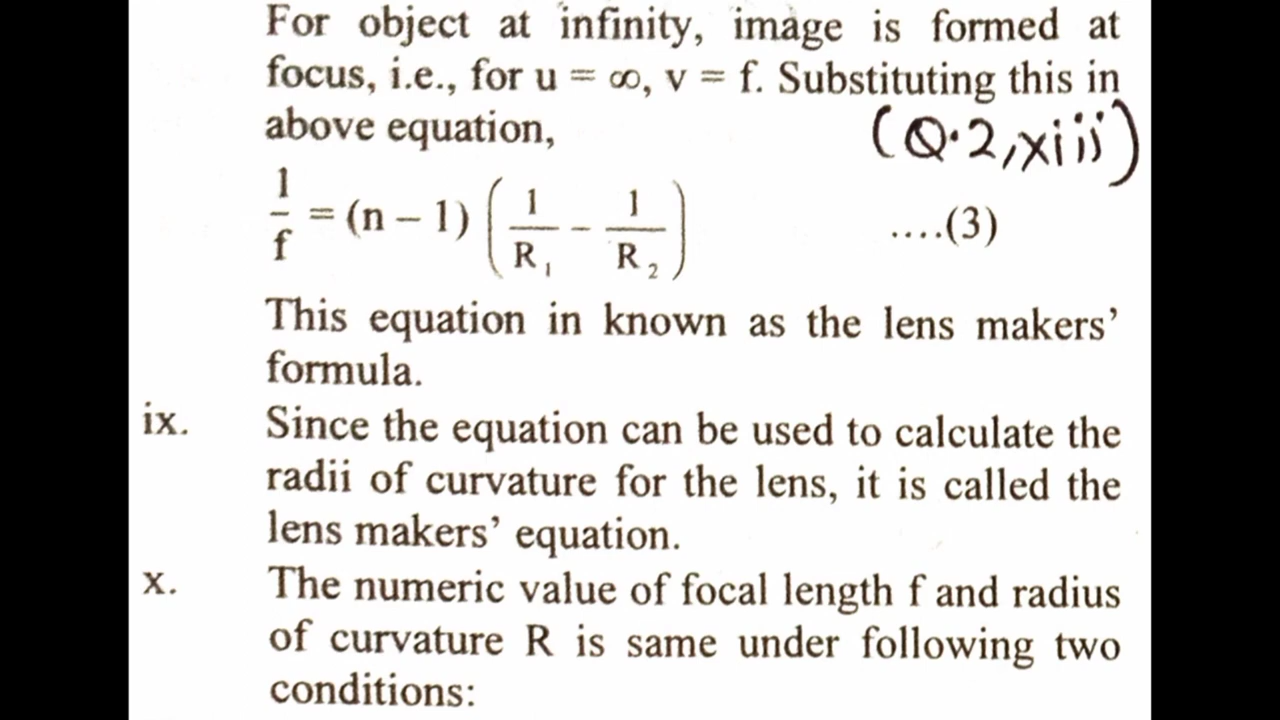 For object at infinity, image is formed at
focus, i.e., for u = ∞, v = f. Substituting this in
above equation,
(Q.2,xiii)
1/f = (n − 1) (1/R₁ − 1/R₂) ....(3)
This equation in known as the lens makers’
formula.
ix. Since the equation can be used to calculate the
radii of curvature for the lens, it is called the
lens makers’ equation.
x. The numeric value of focal length f and radius
of curvature R is same under following two
conditions: